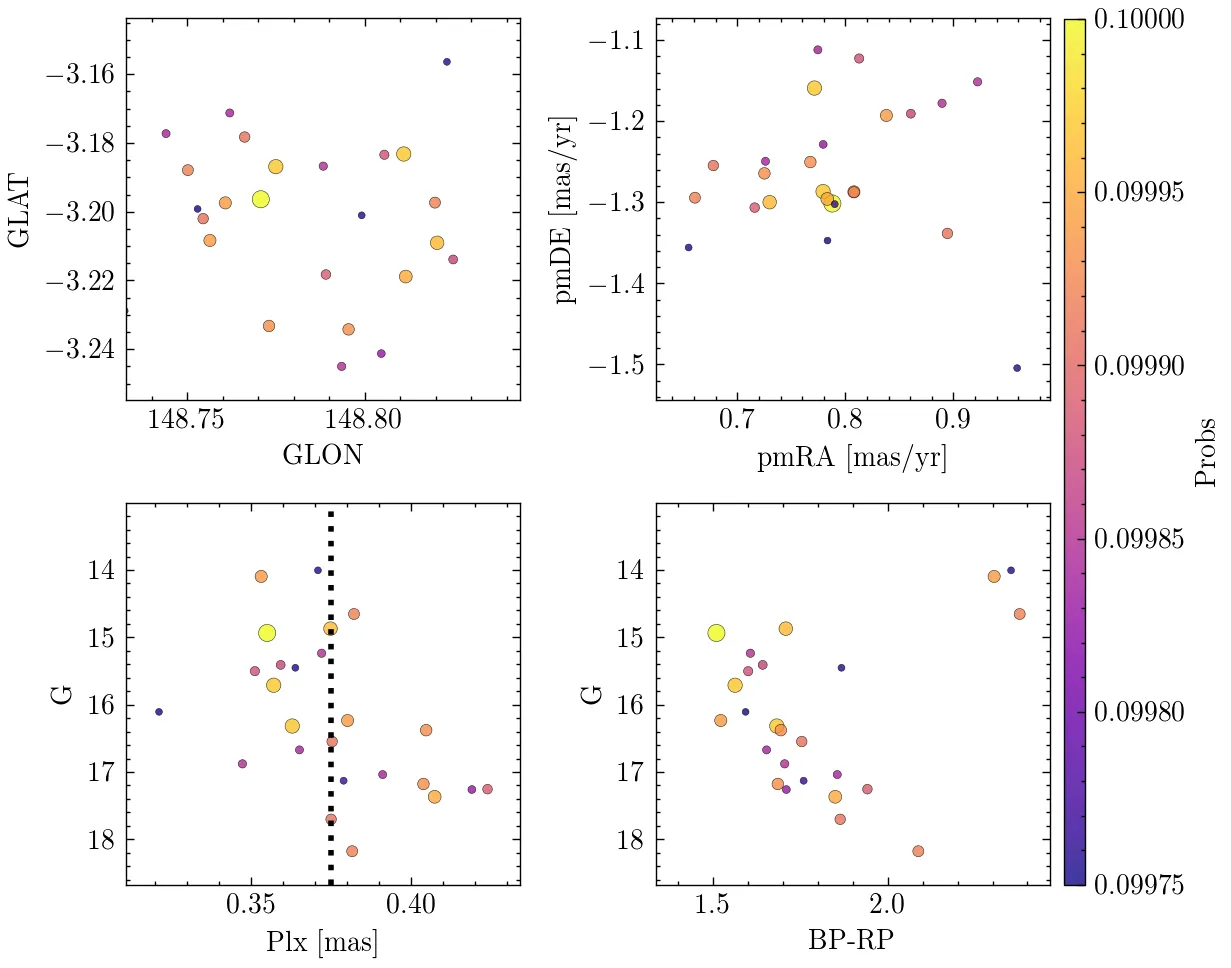 −3.16
−3.18
−3.20
−3.22
−3.24
GLAT
148.75 148.80
GLON
−1.1
−1.2
−1.3
−1.4
−1.5
pmDE [mas/yr]
0.7 0.8 0.9
pmRA [mas/yr]
0.10000
0.09995
0.09990
0.09985
0.09980
0.09975
Probs
14
15
16
17
18
G
0.35 0.40
Plx [mas]
14
15
16
17
18
G
1.5 2.0
BP-RP